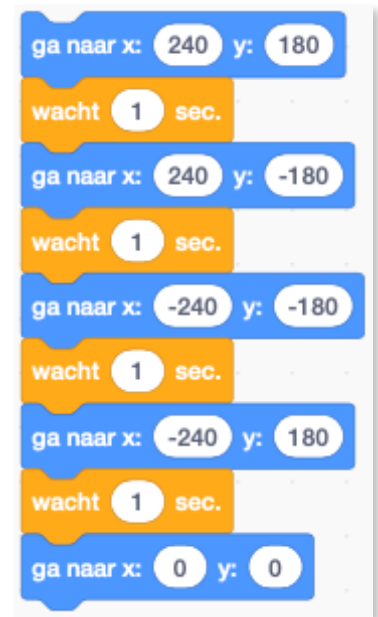 ga naar x: 240 y: 180
wacht 1 sec.
ga naar x: 240 y: -180
wacht 1 sec.
ga naar x: -240 y: -180
wacht 1 sec.
ga naar x: -240 y: 180
wacht 1 sec.
ga naar x: 0 y: 0